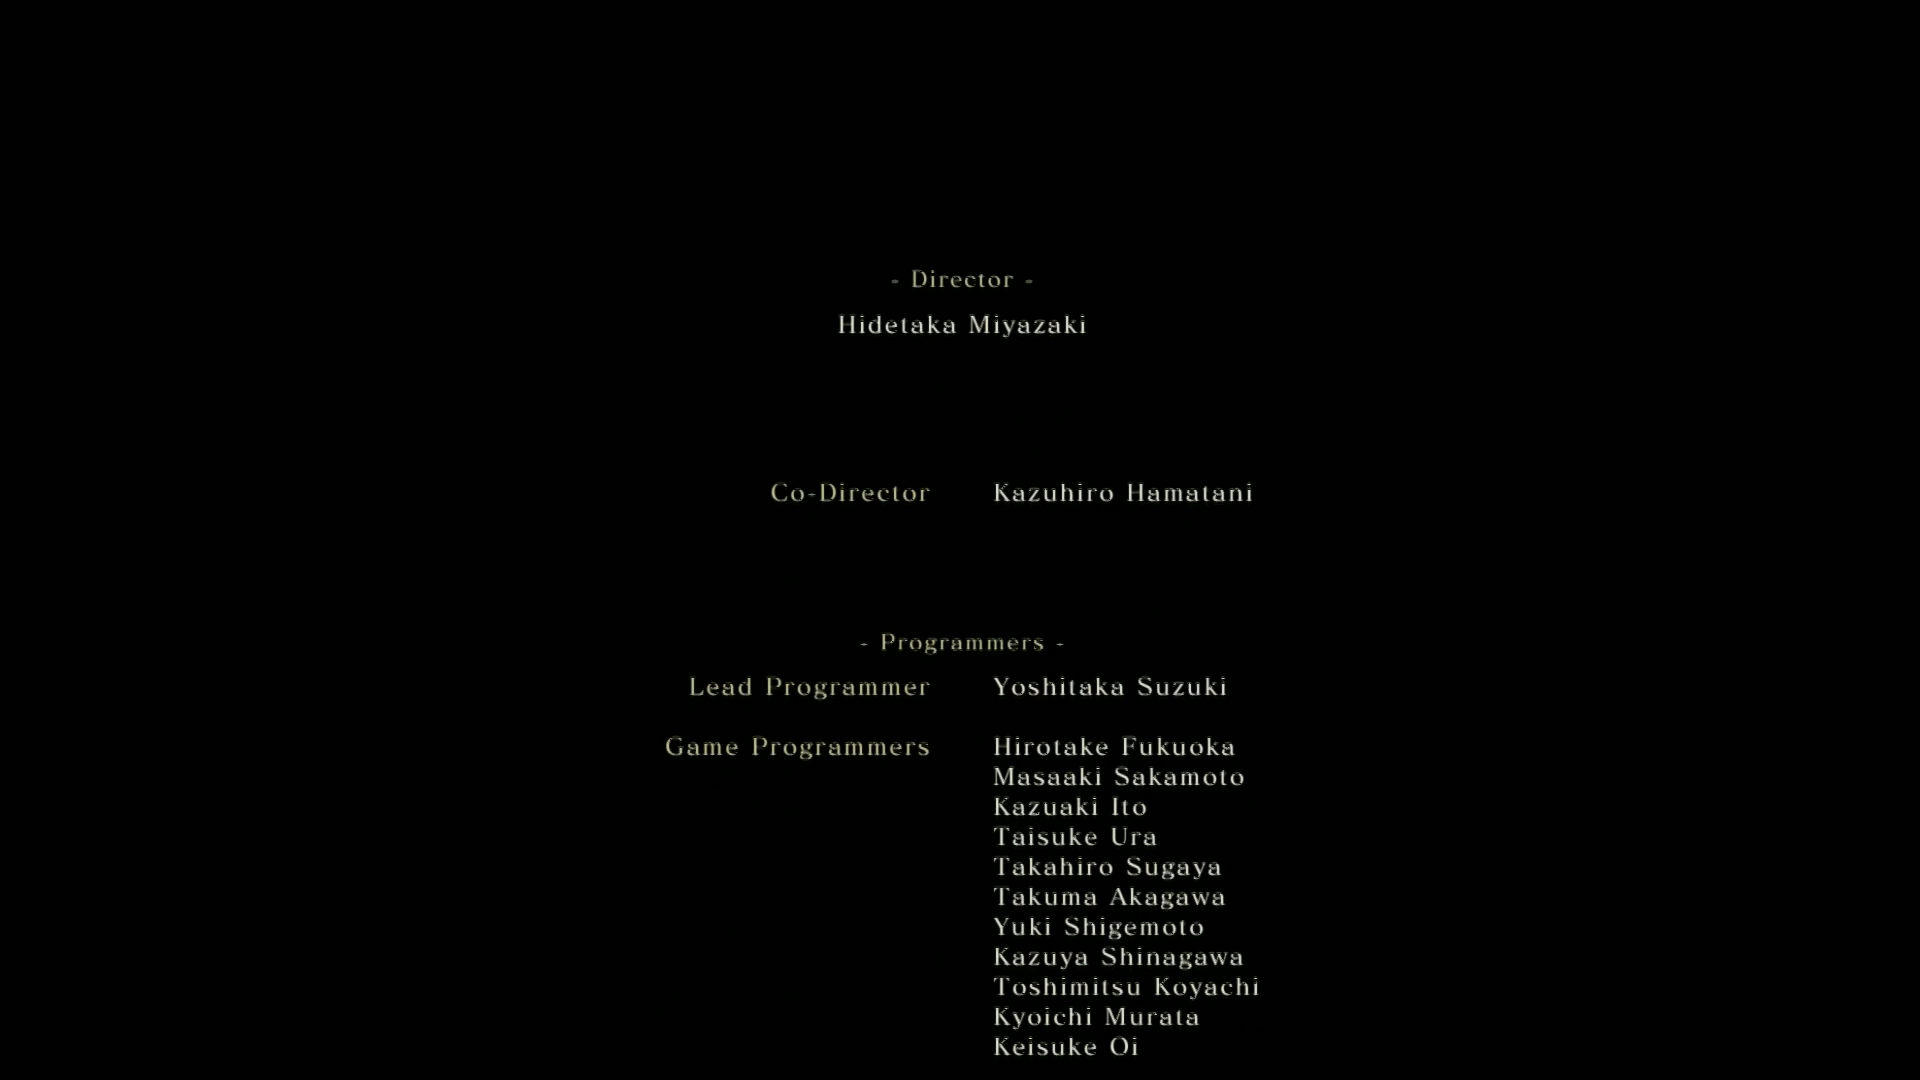 - Director -
Hidetaka Miyazaki
Co-Director Kazuhiro Hamatani
- Programmers -
Lead Programmer Yoshitaka Suzuki
Game Programmers Hirotake Fukuoka
Masaaki Sakamoto
Kazuaki Ito
Taisuke Ura
Takahiro Sugaya
Takuma Akagawa
Yuki Shigemoto
Kazuya Shinagawa
Toshimitsu Koyachi
Kyoichi Murata
Keisuke Oi